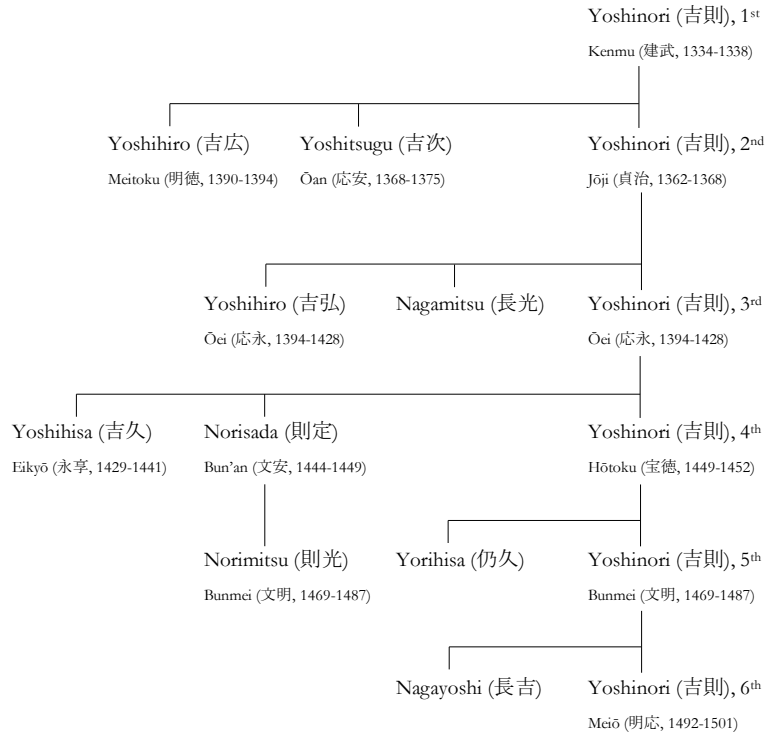 Yoshinori (吉則), 1st
Kenmu (建武, 1334-1338)
Yoshihiro (吉広)
Meitoku (明徳, 1390-1394)
Yoshitsugu (吉次)
Ōan (応安, 1368-1375)
Yoshinori (吉則), 2nd
Jōji (貞治, 1362-1368)
Yoshihiro (吉弘)
Ōei (応永, 1394-1428)
Nagamitsu (長光)
Yoshinori (吉則), 3rd
Ōei (応永, 1394-1428)
Yoshihisa (吉久)
Eikyō (永享, 1429-1441)
Norisada (則定)
Bun’an (文安, 1444-1449)
Yoshinori (吉則), 4th
Hōtoku (宝徳, 1449-1452)
Norimitsu (則光)
Bunmei (文明, 1469-1487)
Yorihisa (仍久)
Yoshinori (吉則), 5th
Bunmei (文明, 1469-1487)
Nagayoshi (長吉)
Yoshinori (吉則), 6th
Meiō (明応, 1492-1501)